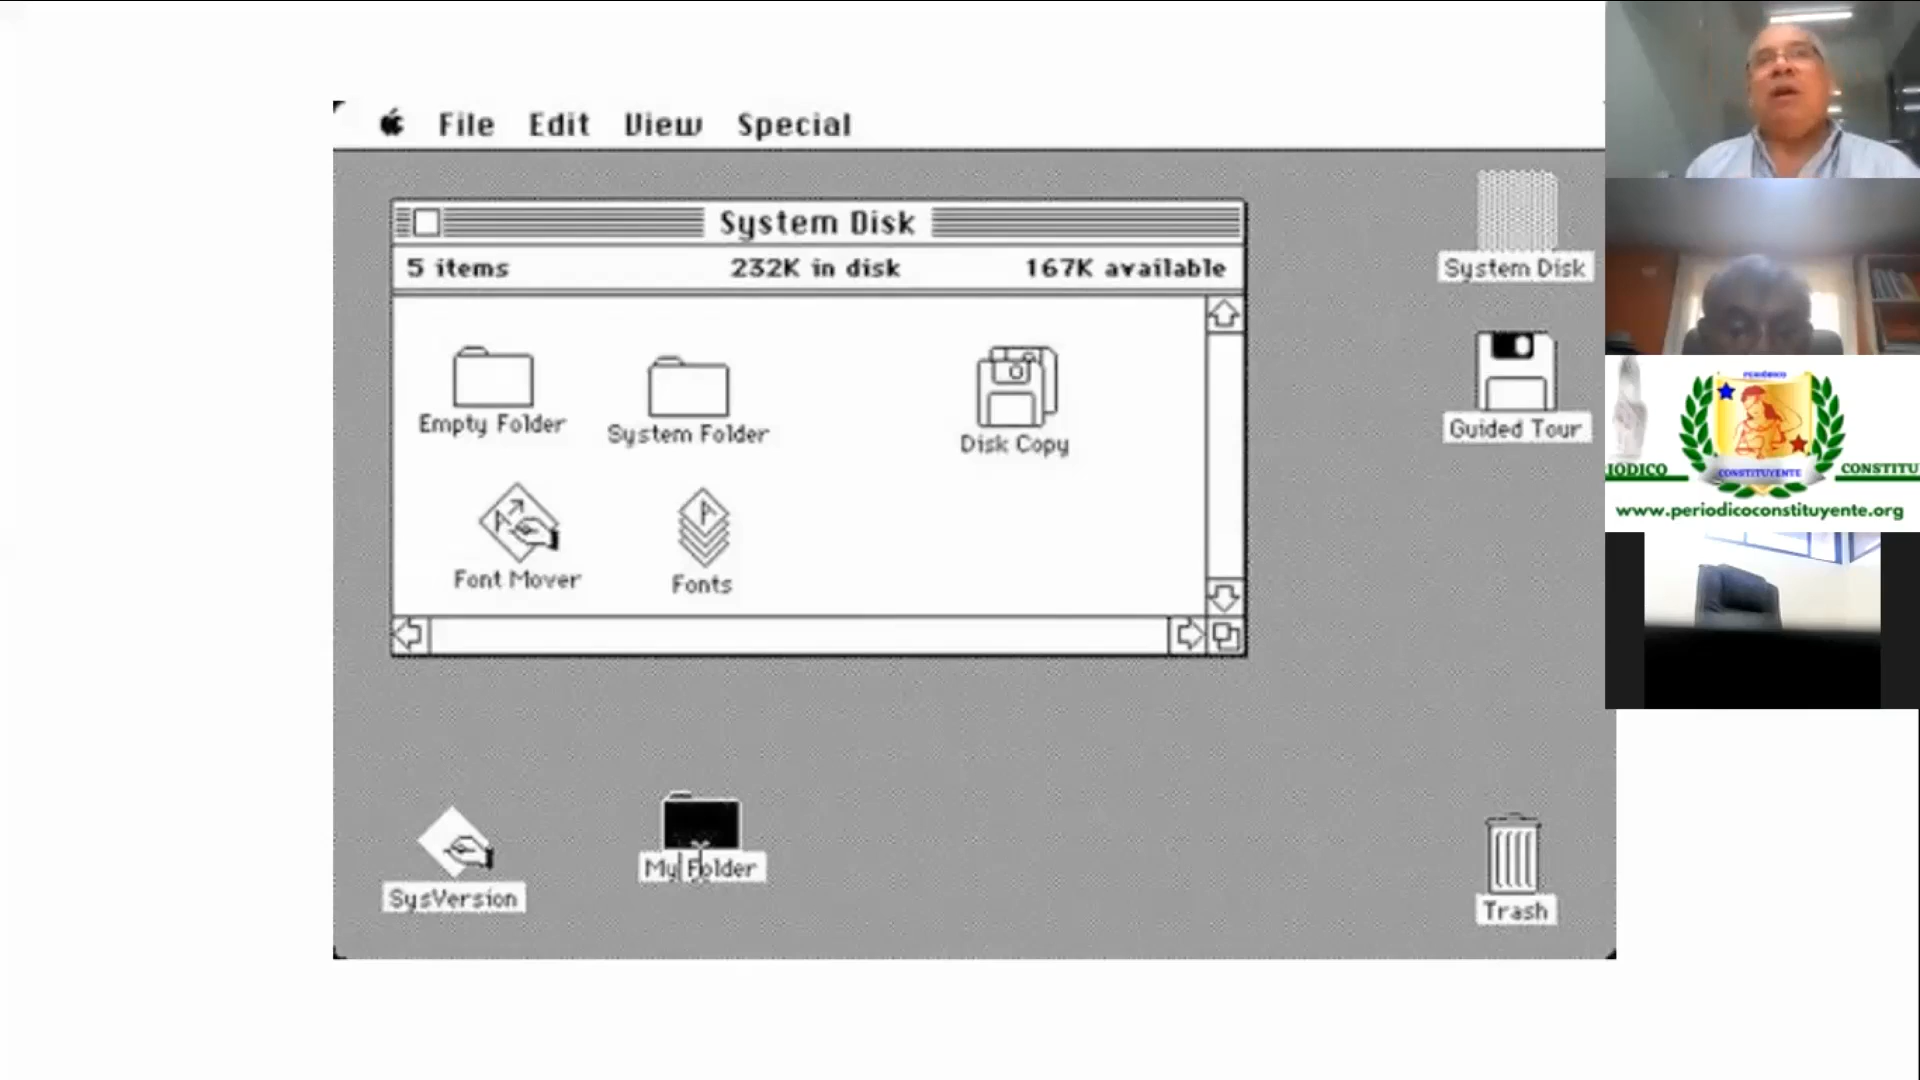 File Edit View Special
System Disk
5 items 232K in disk 167K available
Empty Folder
System Folder
Disk Copy
Font Mover
Fonts
System Disk
Guided Tour
SysVersion
My Folder
Trash
PERIÓDICO
CONSTITUYENTE
IODICO
CONSTITU
www.periodicoconstituyente.org